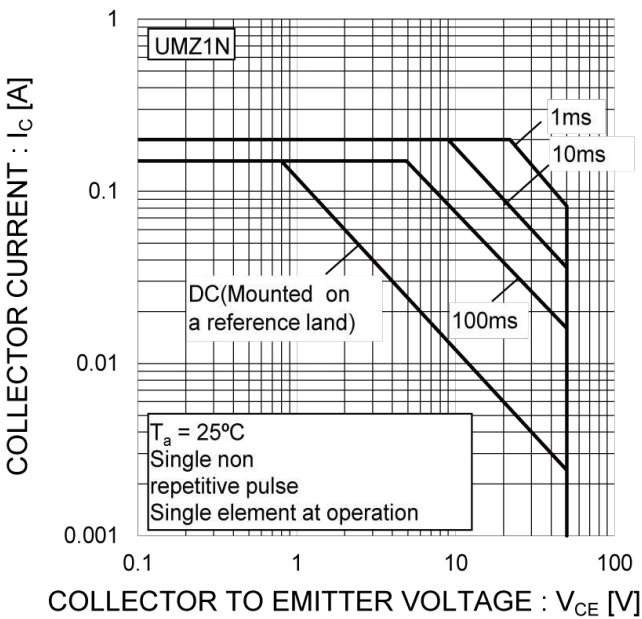 1
UMZ1N
1ms
10ms
0.1
DC(Mounted on
a reference land)
100ms
0.01
Ta = 25ºC
Single non
repetitive pulse
Single element at operation
0.001
0.1
1
10
100
COLLECTOR CURRENT : IC [A]
COLLECTOR TO EMITTER VOLTAGE : VCE [V]